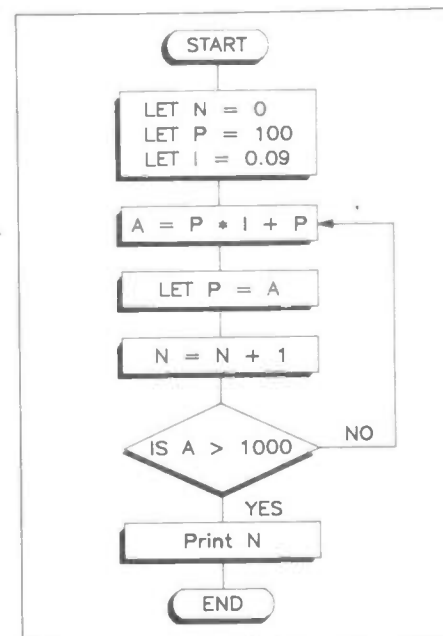 START
LET N = 0
LET P = 100
LET I = 0.09
A = P * I + P
LET P = A
N = N + 1
IS A > 1000
NO
YES
Print N
END